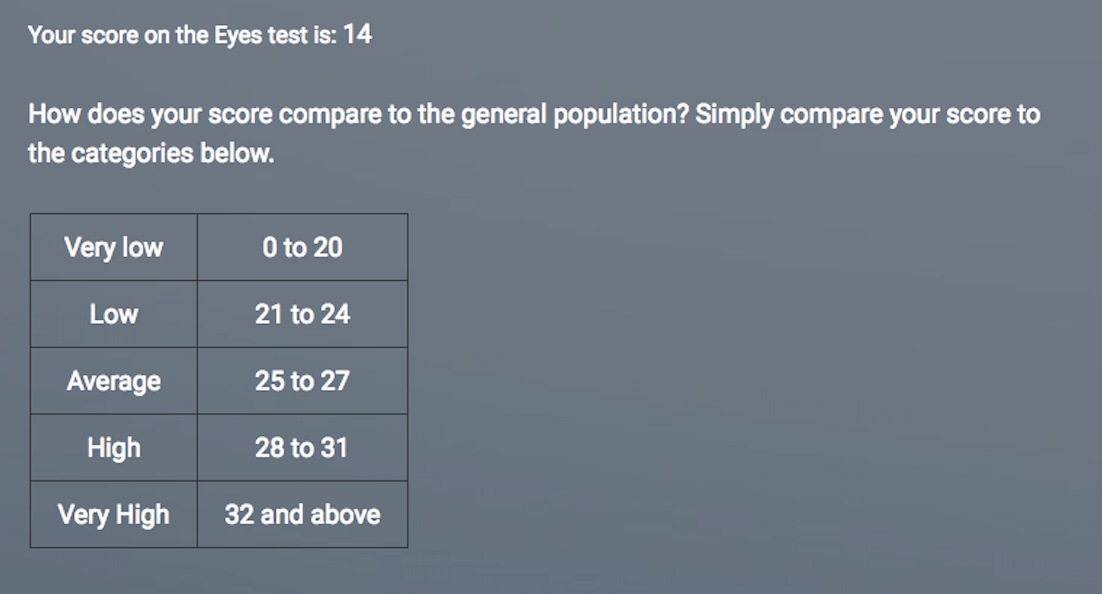 Your score on the Eyes test is: 14
How does your score compare to the general population? Simply compare your score to
the categories below.
Very low 0 to 20
Low 21 to 24
Average 25 to 27
High 28 to 31
Very High 32 and above